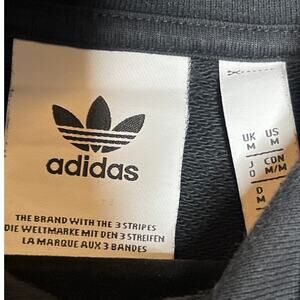 adidas
THE BRAND WITH THE 3 STRIPES
DIE WELTMARKE MIT DEN 3 STREIFEN
LA MARQUE AUX 3 BANDES
UK US
M M
J CDN
O M/M
D
M